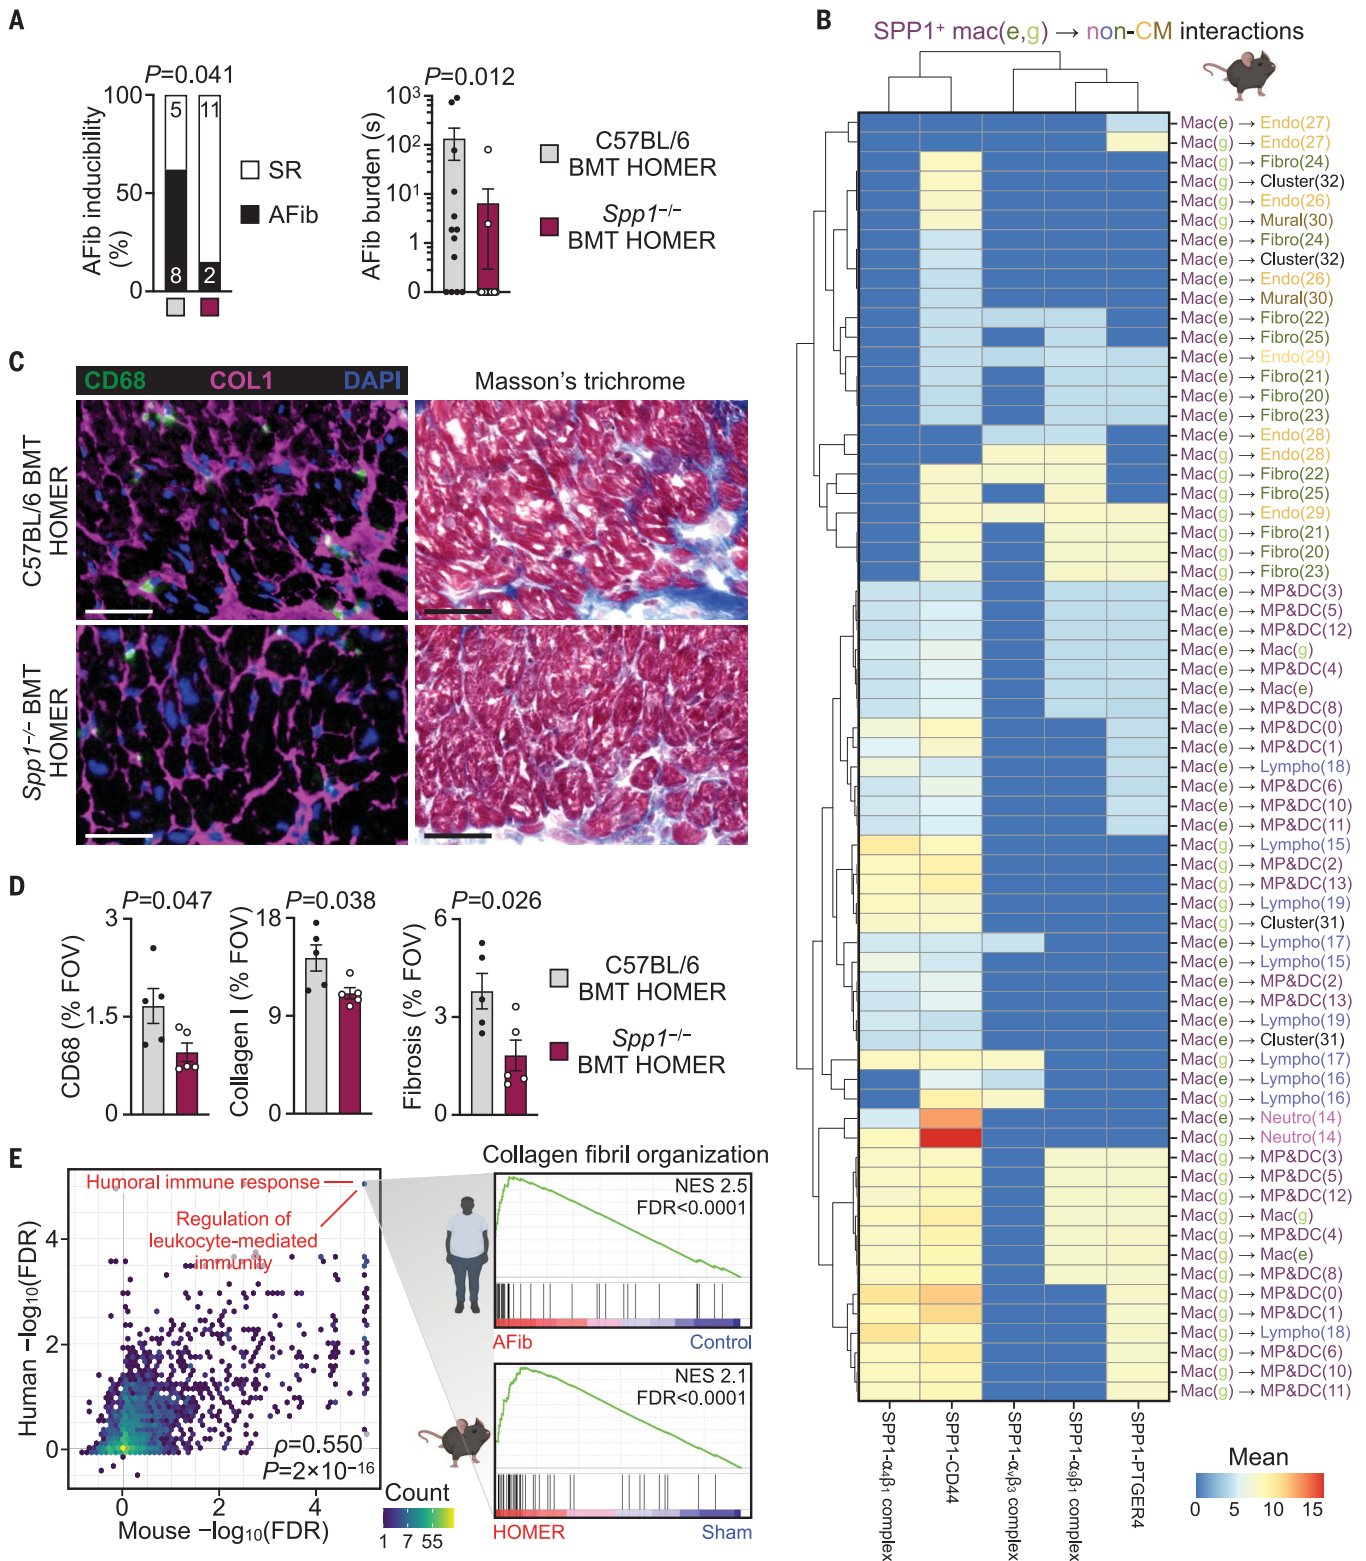 A
P=0.041
100
50
0
AFib inducibility
(%)
5
11
8
2
SR
AFib
P=0.012
10³
10²
10¹
1
0
AFib burden (s)
C57BL/6
BMT HOMER
Spp1⁻/⁻
BMT HOMER
B
SPP1⁺ mac(e,g) → non-CM interactions
Mac(e) → Endo(27)
Mac(g) → Endo(27)
Mac(g) → Fibro(24)
Mac(g) → Cluster(32)
Mac(g) → Endo(26)
Mac(g) → Mural(30)
Mac(e) → Fibro(24)
Mac(e) → Cluster(32)
Mac(e) → Endo(26)
Mac(e) → Mural(30)
Mac(e) → Fibro(22)
Mac(e) → Fibro(25)
Mac(e) → Endo(29)
Mac(e) → Fibro(21)
Mac(e) → Fibro(20)
Mac(e) → Fibro(23)
Mac(e) → Endo(28)
Mac(g) → Endo(28)
Mac(g) → Fibro(22)
Mac(g) → Fibro(25)
Mac(g) → Endo(29)
Mac(g) → Fibro(21)
Mac(g) → Fibro(20)
Mac(g) → Fibro(23)
Mac(e) → MP&DC(3)
Mac(e) → MP&DC(5)
Mac(e) → MP&DC(12)
Mac(e) → Mac(g)
Mac(e) → MP&DC(4)
Mac(e) → Mac(e)
Mac(e) → MP&DC(8)
Mac(e) → MP&DC(0)
Mac(e) → MP&DC(1)
Mac(e) → Lympho(18)
Mac(e) → MP&DC(6)
Mac(e) → MP&DC(10)
Mac(e) → MP&DC(11)
Mac(g) → Lympho(15)
Mac(g) → MP&DC(2)
Mac(g) → MP&DC(13)
Mac(g) → Lympho(19)
Mac(g) → Cluster(31)
Mac(e) → Lympho(17)
Mac(e) → Lympho(15)
Mac(e) → MP&DC(2)
Mac(e) → MP&DC(13)
Mac(e) → Lympho(19)
Mac(e) → Cluster(31)
Mac(g) → Lympho(17)
Mac(e) → Lympho(16)
Mac(g) → Lympho(16)
Mac(e) → Neutro(14)
Mac(g) → Neutro(14)
Mac(g) → MP&DC(3)
Mac(g) → MP&DC(5)
Mac(g) → MP&DC(12)
Mac(g) → Mac(g)
Mac(g) → MP&DC(4)
Mac(g) → Mac(e)
Mac(g) → MP&DC(8)
Mac(g) → MP&DC(0)
Mac(g) → MP&DC(1)
Mac(g) → Lympho(18)
Mac(g) → MP&DC(6)
Mac(g) → MP&DC(10)
Mac(g) → MP&DC(11)
SPP1-α₄β₁ complex
SPP1-CD44
SPP1-αᵥβ₃ complex
SPP1-α₉β₁ complex
SPP1-PTGER4
Mean
0 5 10 15
C
CD68 COL1 DAPI
Masson's trichrome
C57BL/6 BMT
HOMER
Spp1⁻/⁻ BMT
HOMER
D
P=0.047
3
1.5
0
CD68 (% FOV)
P=0.038
18
9
0
Collagen I (% FOV)
P=0.026
6
3
0
Fibrosis (% FOV)
C57BL/6
BMT HOMER
Spp1⁻/⁻
BMT HOMER
E
Humoral immune response
Regulation of
leukocyte-mediated
immunity
4
2
0
Human −log₁₀(FDR)
ρ=0.550
P=2×10⁻¹⁶
0 2 4
Mouse −log₁₀(FDR)
Count
1 7 55
Collagen fibril organization
NES 2.5
FDR<0.0001
AFib Control
NES 2.1
FDR<0.0001
HOMER Sham